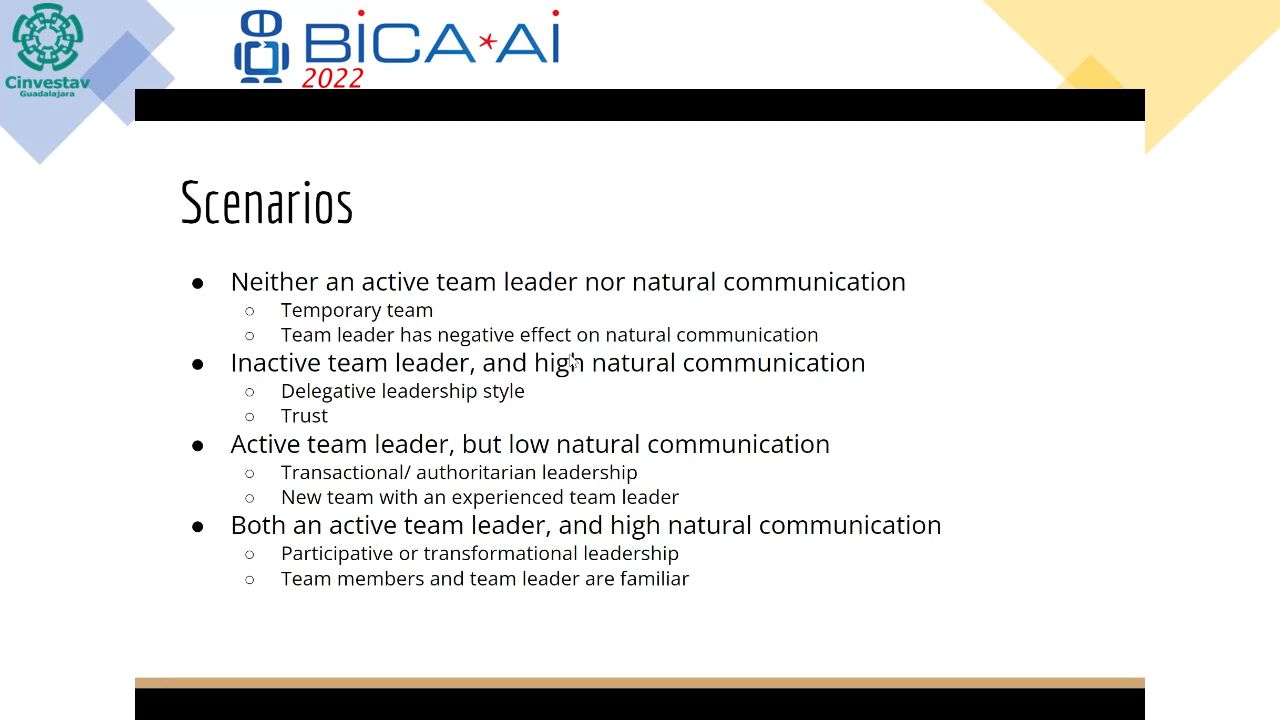 Cinvestav
Guadalajara
BiCA*Ai
2022
Scenarios
● Neither an active team leader nor natural communication
○ Temporary team
○ Team leader has negative effect on natural communication
● Inactive team leader, and high natural communication
○ Delegative leadership style
○ Trust
● Active team leader, but low natural communication
○ Transactional/ authoritarian leadership
○ New team with an experienced team leader
● Both an active team leader, and high natural communication
○ Participative or transformational leadership
○ Team members and team leader are familiar